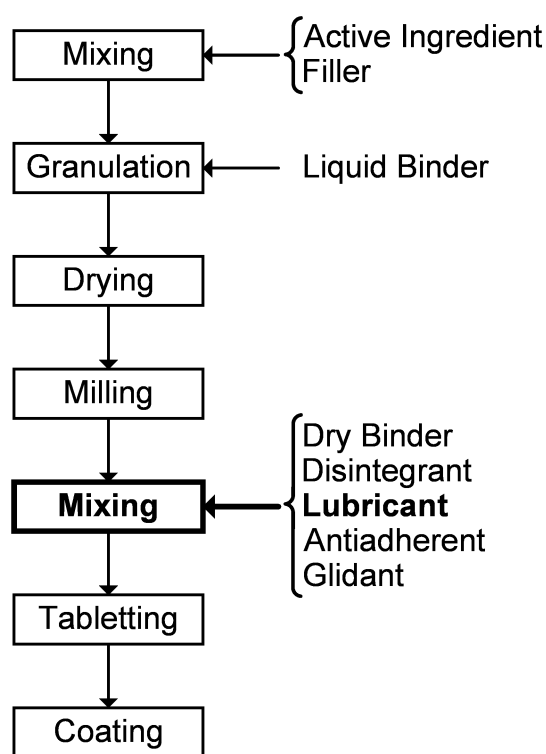 Mixing
Active Ingredient
Filler
Granulation
Liquid Binder
Drying
Milling
Dry Binder
Disintegrant
Mixing
Lubricant
Antiadherent
Glidant
Tabletting
Coating